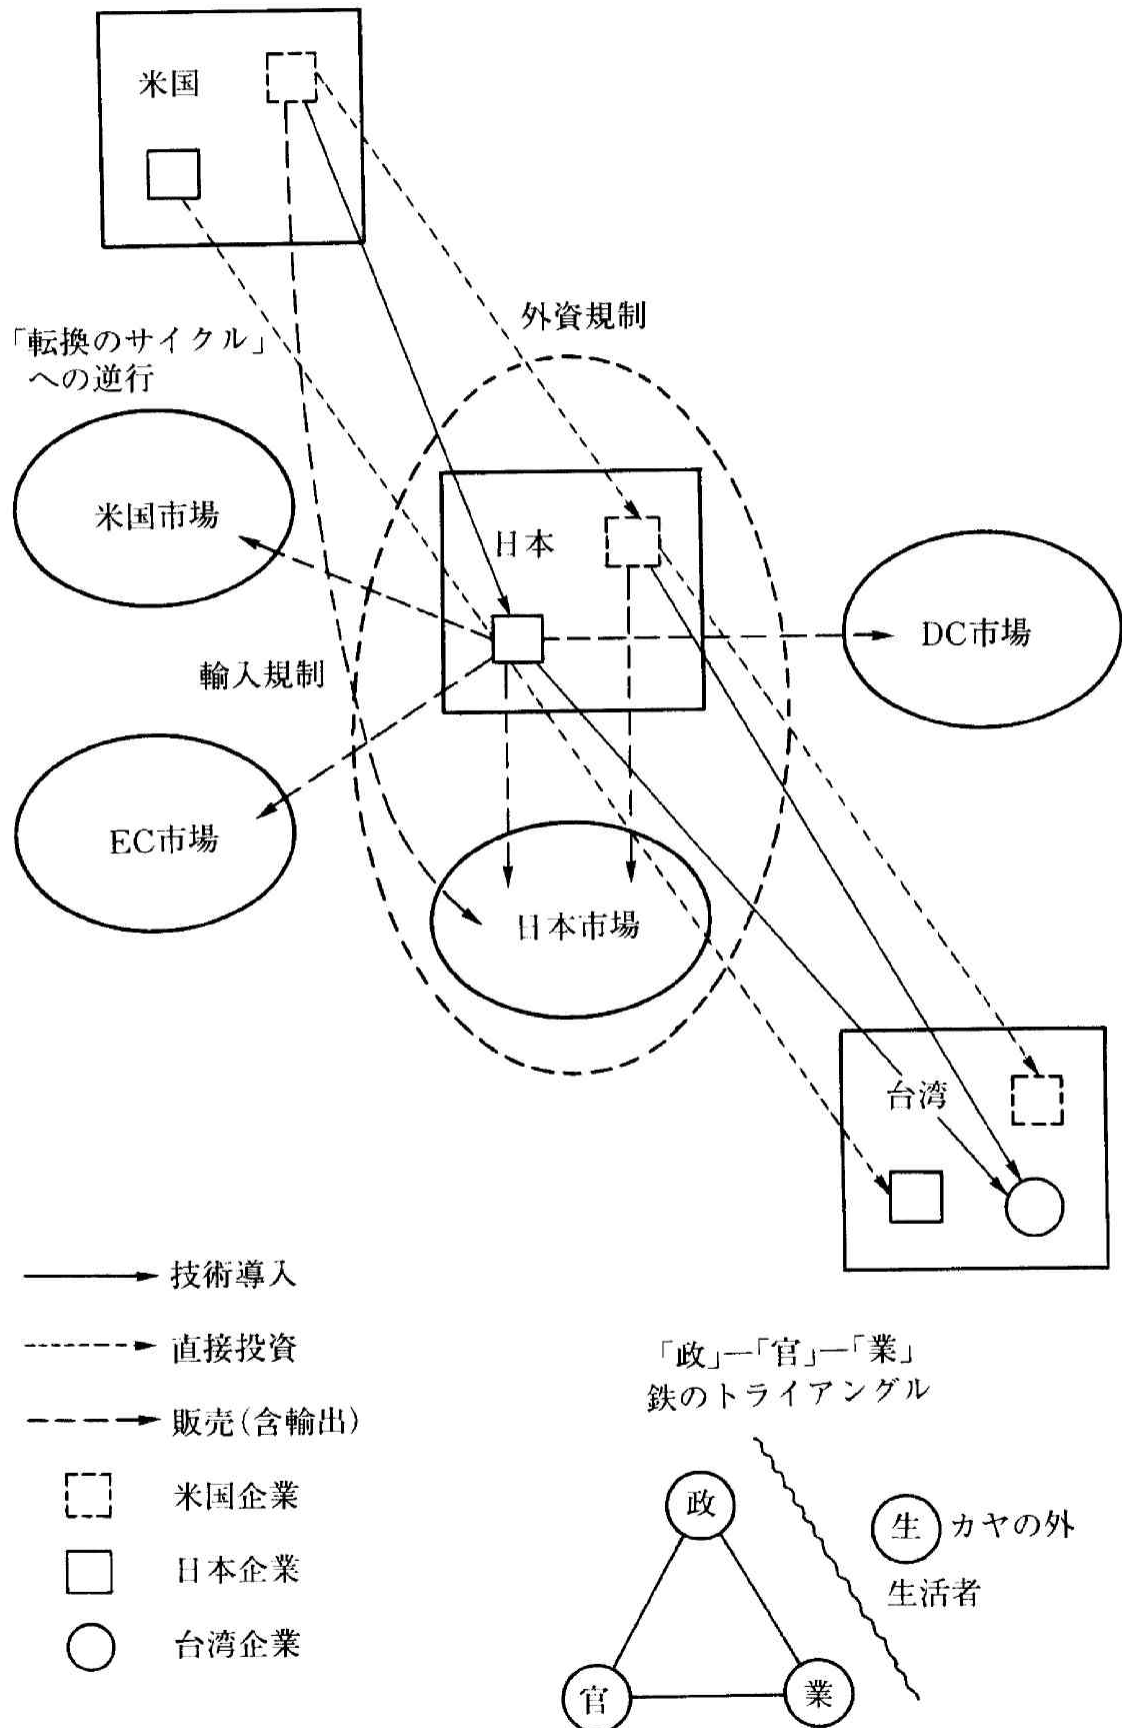 米国
外資規制
「転換のサイクル」
への逆行
米国市場
日本
DC市場
輸入規制
EC市場
日本市場
台湾
技術導入
直接投資
販売(含輸出)
米国企業
日本企業
台湾企業
「政」―「官」―「業」
鉄のトライアングル
政
生 カヤの外
生活者
官
業